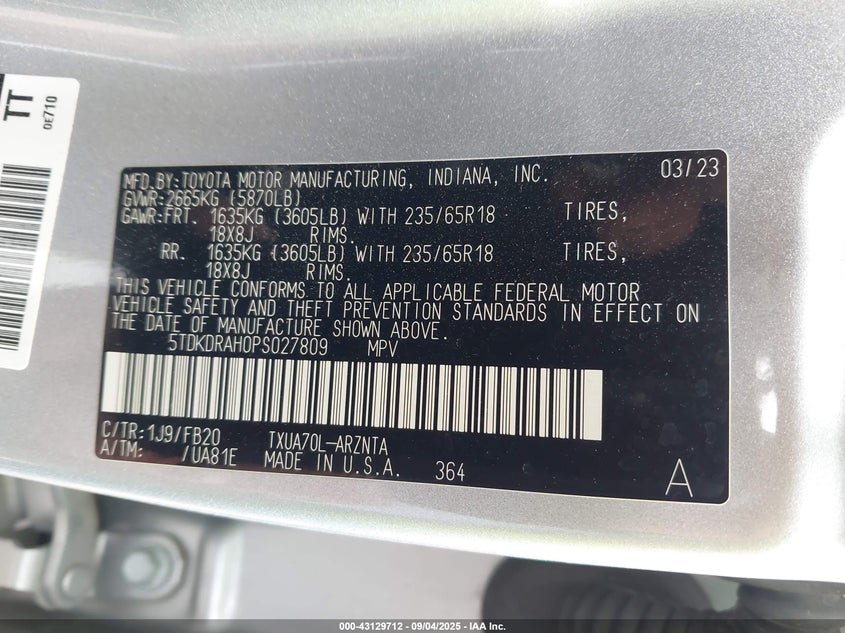 TT
0E710
MFD.BY:TOYOTA MOTOR MANUFACTURING, INDIANA, INC. 03/23
GVWR:2665KG (5870LB)
GAWR:FRT. 1635KG (3605LB) WITH 235/65R18 TIRES,
18X8J RIMS.
RR. 1635KG (3605LB) WITH 235/65R18 TIRES,
18X8J RIMS.
THIS VEHICLE CONFORMS TO ALL APPLICABLE FEDERAL MOTOR
VEHICLE SAFETY AND THEFT PREVENTION STANDARDS IN EFFECT ON
THE DATE OF MANUFACTURE SHOWN ABOVE.
5TDKDRAH0PS027809 MPV
C/TR:1J9/FB20 TXUA70L-ARZNTA
A/TM: /UA81E MADE IN U.S.A. 364 A
000-43129712 - 09/04/2025 - IAA Inc.